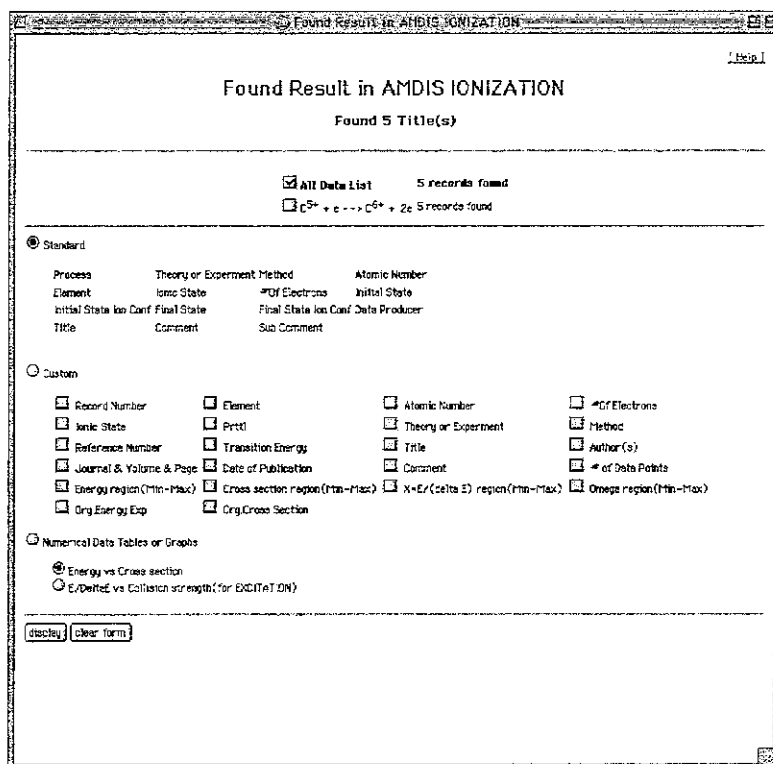 Found Result in AMDIS IONIZATION
[ Help ]
Found Result in AMDIS IONIZATION
Found 5 Title(s)
All Data List 5 records found
C5+ + e --> C6+ + 2e 5 records found
Standard
Process Theory or Experment Method Atomic Number
Element Ionic State #Of Electrons Initial State
Initial State Ion Conf Final State Final State Ion Conf Data Producer
Title Comment Sub Comment
Custom
Record Number Element Atomic Number #Of Electrons
Ionic State Prttl Theory or Experment Method
Reference Number Transition Energy Title Author(s)
Journal & Volume & Page Date of Publication Comment # of Data Points
Energy region(Min-Max) Cross section region(Min-Max) X=E/(delta E) region(Min-Max) Omega region(Min-Max)
Org.Energy Exp Org.Cross Section
Numerical Data Tables or Graphs
Energy vs Cross section
E/DeltaE vs Collision strength(for EXCITATION)
display clear form